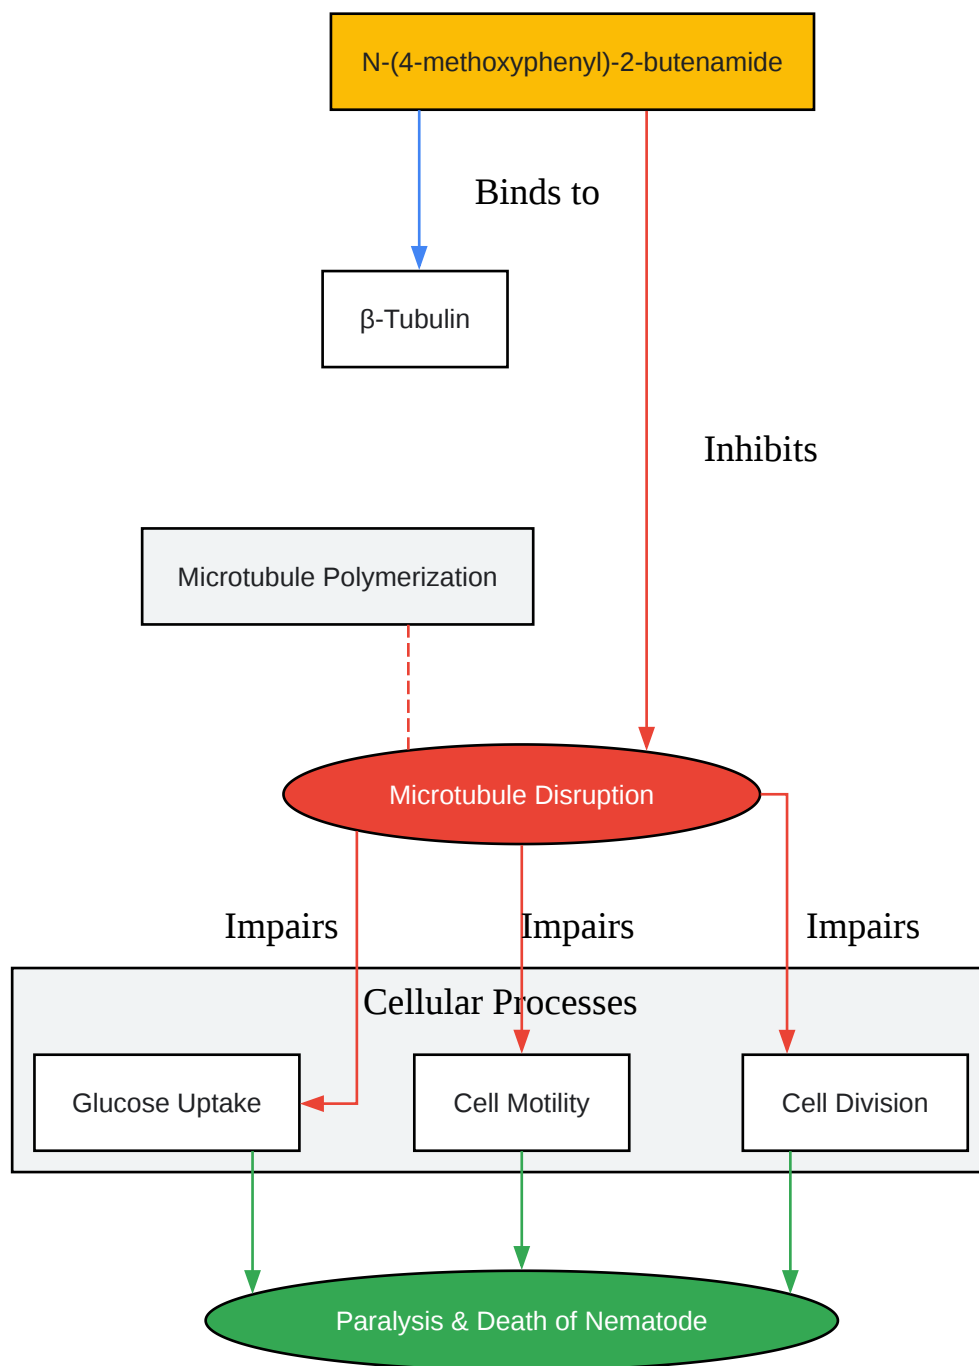 N-(4-methoxyphenyl)-2-butenamide
Binds to
β-Tubulin
Inhibits
Microtubule Polymerization
Microtubule Disruption
Impairs
Impairs
Impairs
Cellular Processes
Glucose Uptake
Cell Motility
Cell Division
Paralysis & Death of Nematode